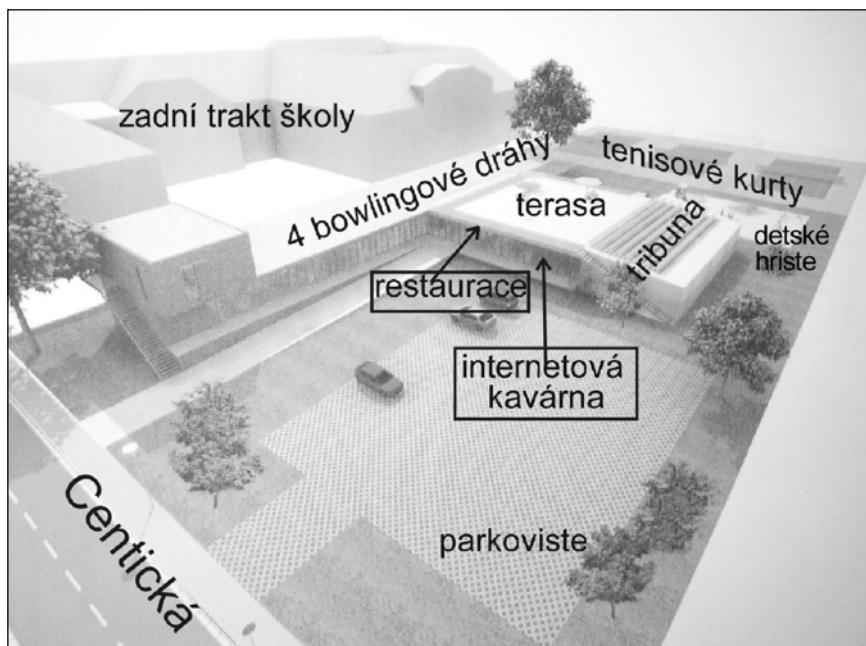 zadní trakt školy
4 bowlingové dráhy
tenisové kurty
terasa
tribuna
detské
hriste
restaurace
internetová
kavárna
Centická
parkoviste